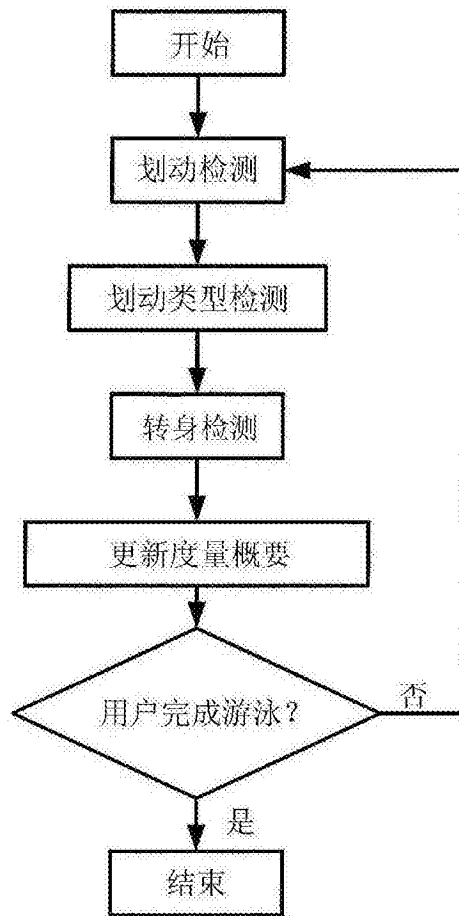 开始
划动检测
划动类型检测
转身检测
更新度量概要
用户完成游泳?
否
是
结束